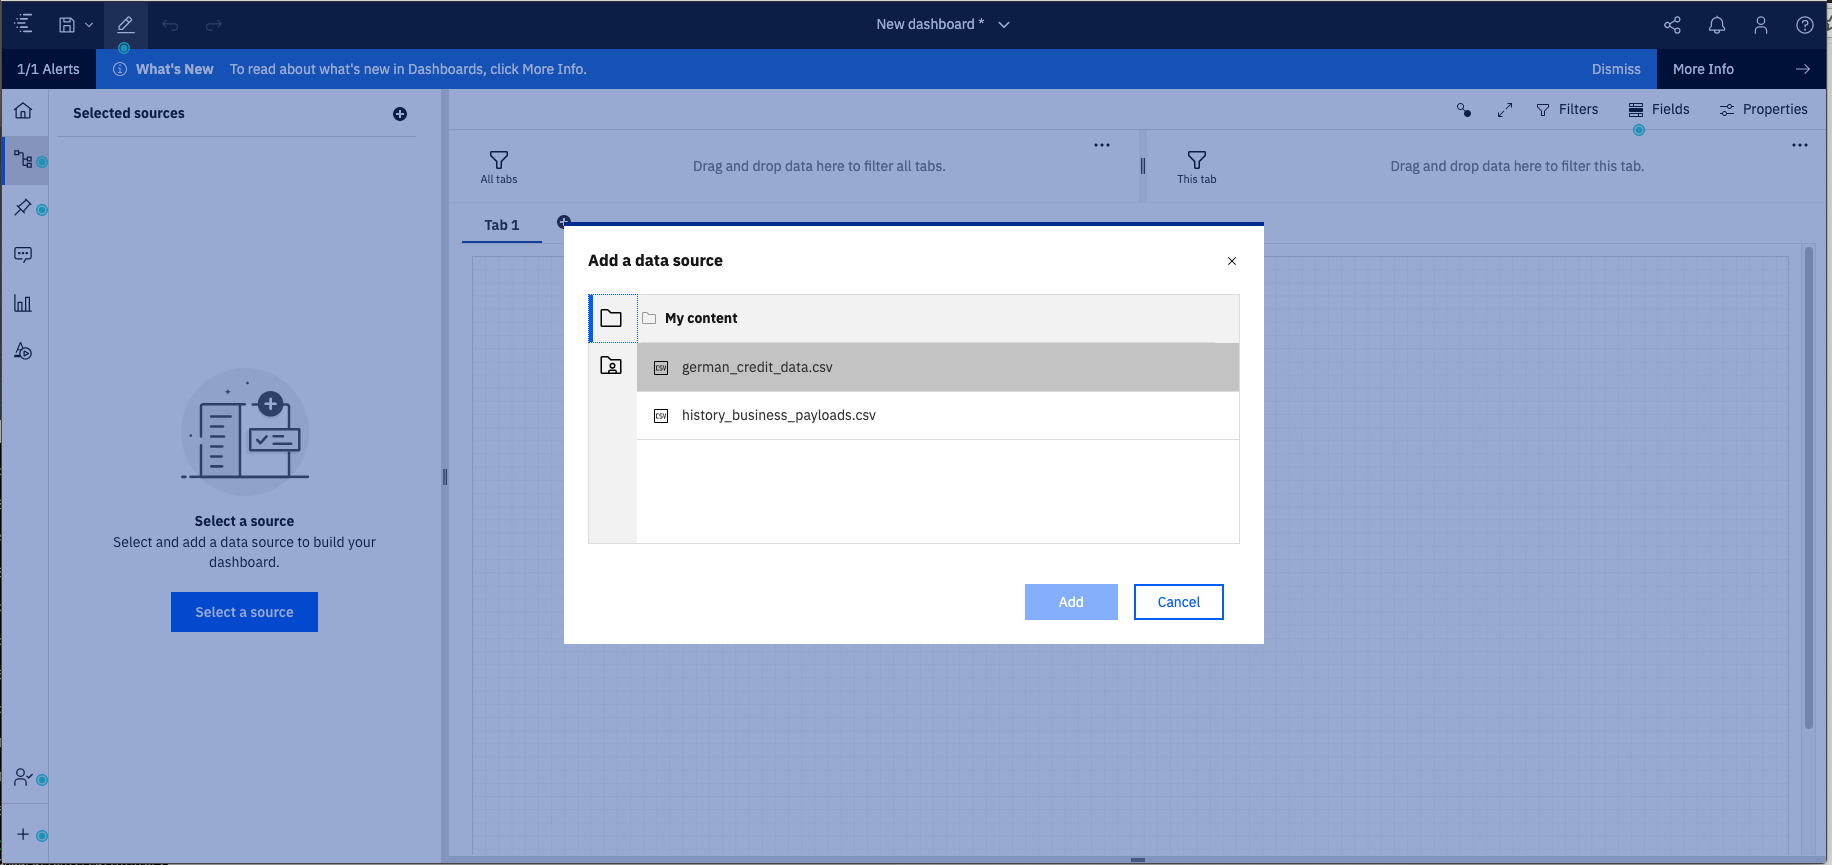 New dashboard *
1/1 Alerts
What's New To read about what's new in Dashboards, click More Info.
Dismiss
More Info
Selected sources
Filters
Fields
Properties
All tabs
Drag and drop data here to filter all tabs.
This tab
Drag and drop data here to filter this tab.
Tab 1
Add a data source
My content
CSV german_credit_data.csv
CSV history_business_payloads.csv
Add
Cancel
Select a source
Select and add a data source to build your
dashboard.
Select a source